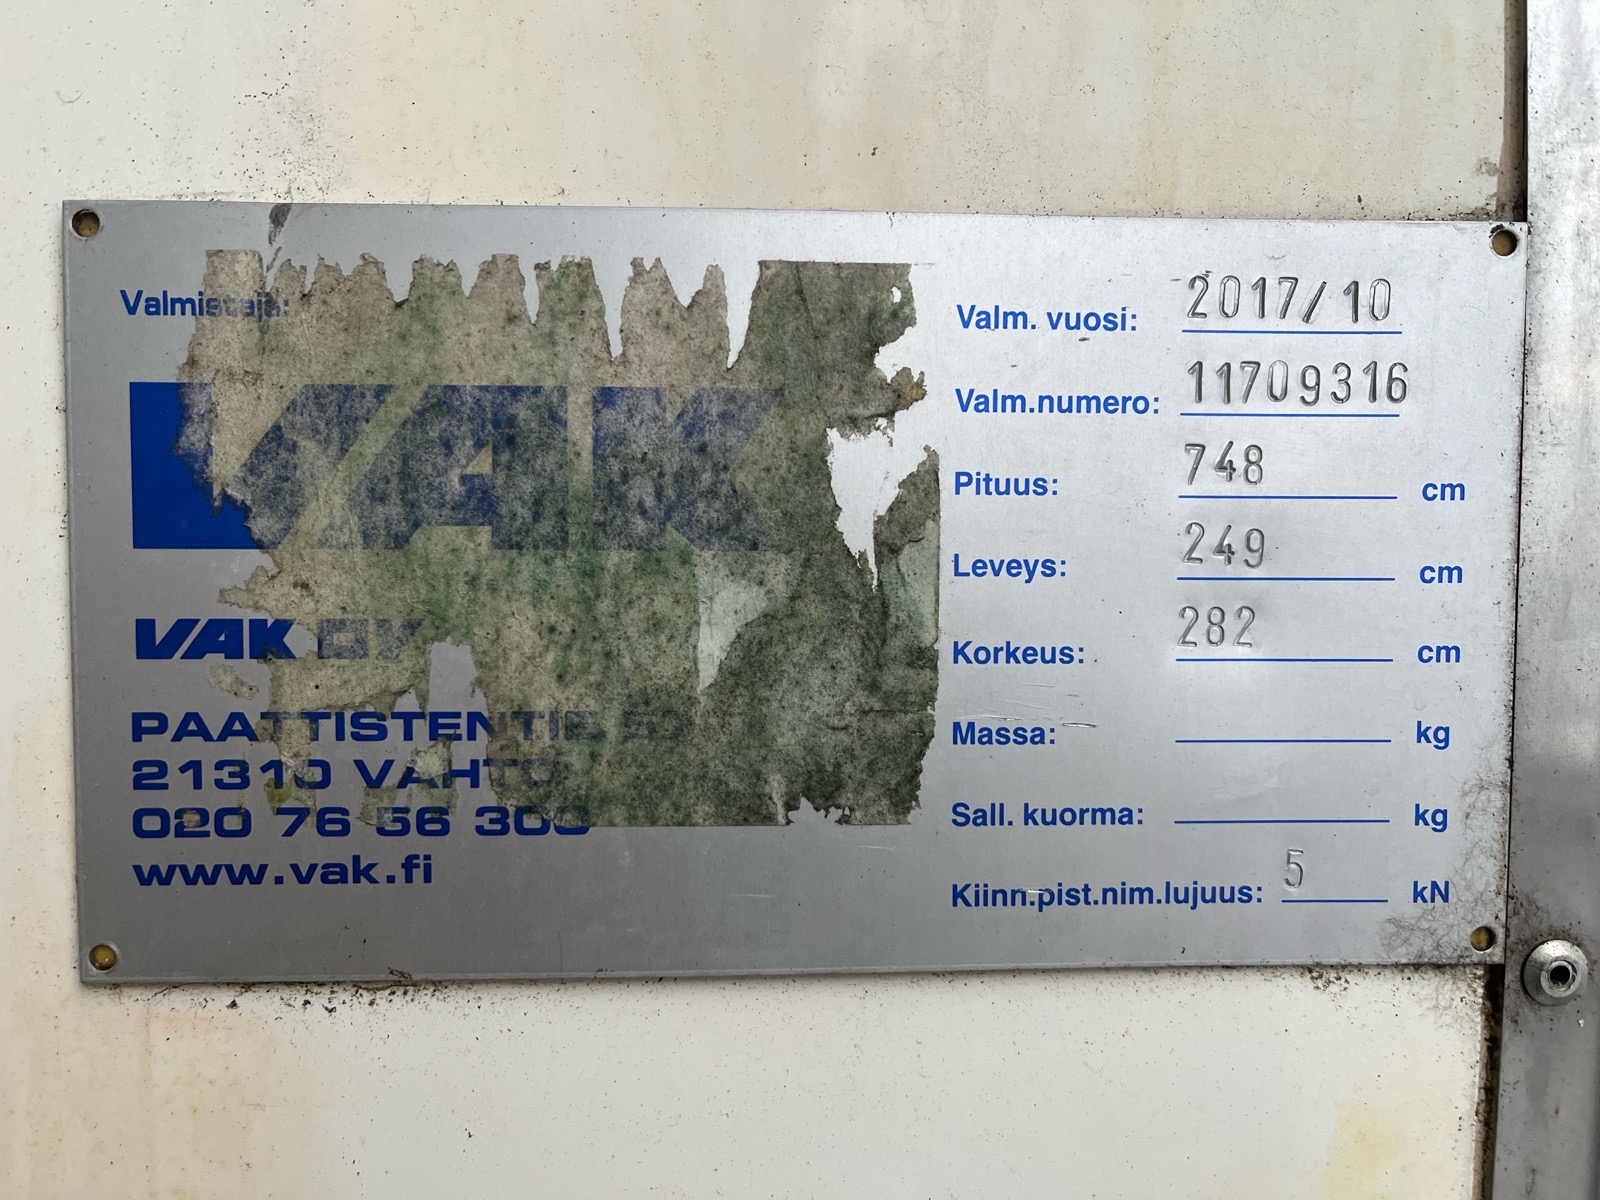 Valmistaja:
VAK
VAK OY
PAATTISTENTIE
21310 VAHTO
020 76 56 300
www.vak.fi
Valm. vuosi: 2017/10
Valm.numero: 11709316
Pituus: 748 cm
Leveys: 249 cm
Korkeus: 282 cm
Massa: kg
Sall. kuorma: kg
Kiinn.pist.nim.lujuus: 5 kN